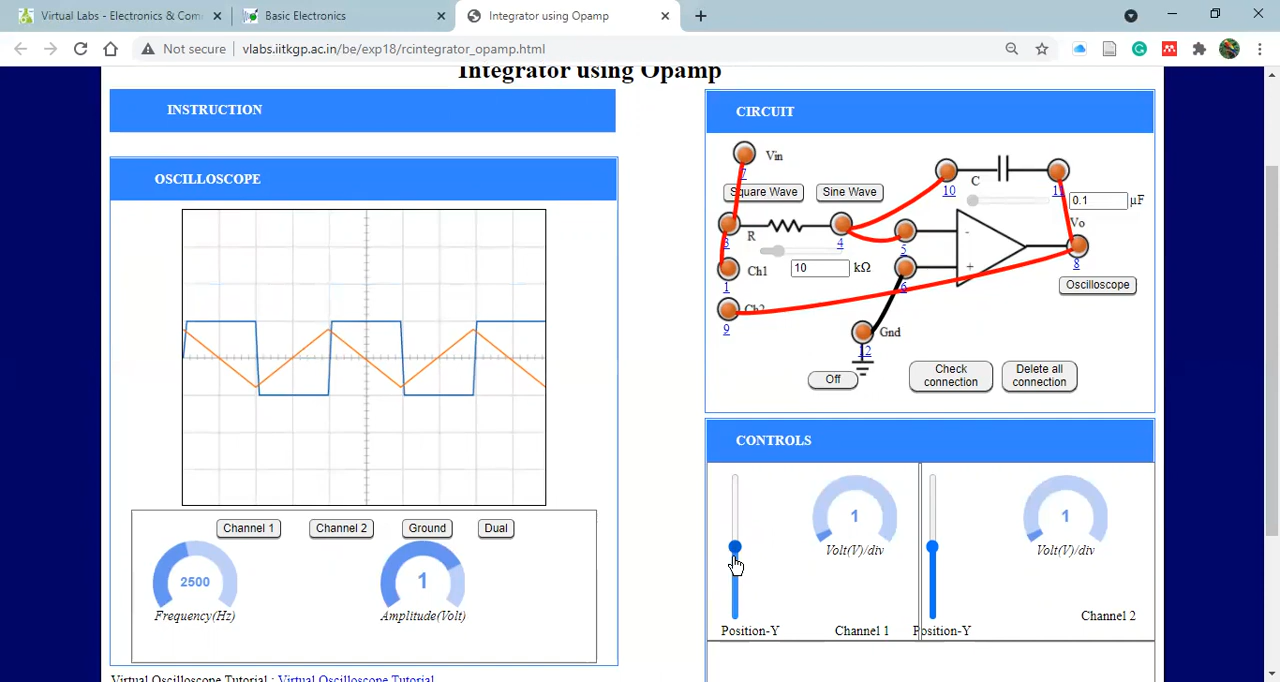 Virtual Labs - Electronics & Com
Basic Electronics
Integrator using Opamp
Not secure
vlabs.iitkgp.ac.in/be/exp18/rcintegrator_opamp.html
Integrator using Opamp
INSTRUCTION
OSCILLOSCOPE
Channel 1
Channel 2
Ground
Dual
2500
Frequency(Hz)
1
Amplitude(Volt)
Virtual Oscilloscope Tutorial : Virtual Oscilloscope Tutorial
CIRCUIT
Vin
7
Square Wave
Sine Wave
10
C
11
0.1
μF
Vo
3
R
4
5
-
8
Ch1
10
kΩ
+
Oscilloscope
1
6
Ch2
9
Gnd
12
Off
Check
connection
Delete all
connection
CONTROLS
1
Volt(V)/div
Position-Y
Channel 1
1
Volt(V)/div
Channel 2
Position-Y